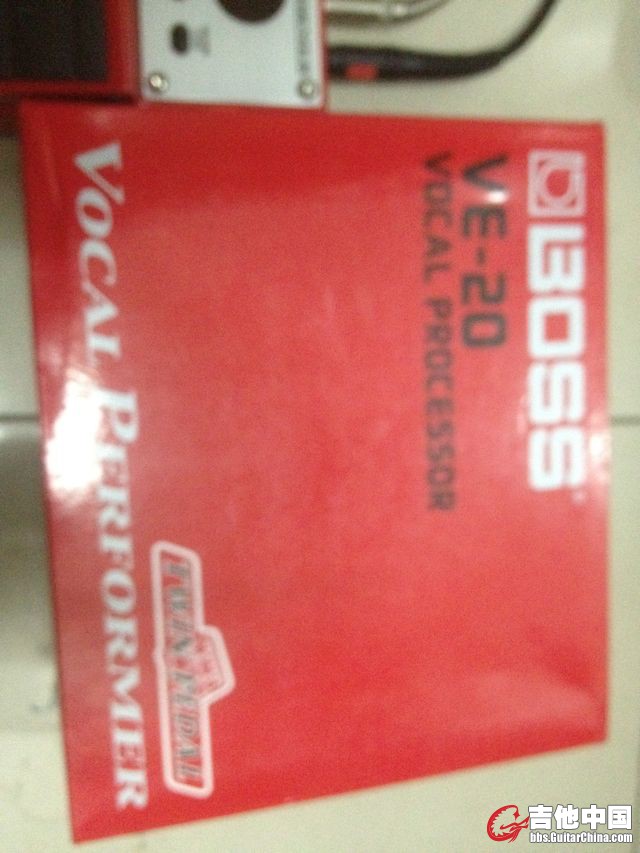 BOSS®
VE-20
VOCAL PROCESSOR
VOCAL PERFORMER
TWIN PEDAL
吉他中国
bbs.GuitarChina.com